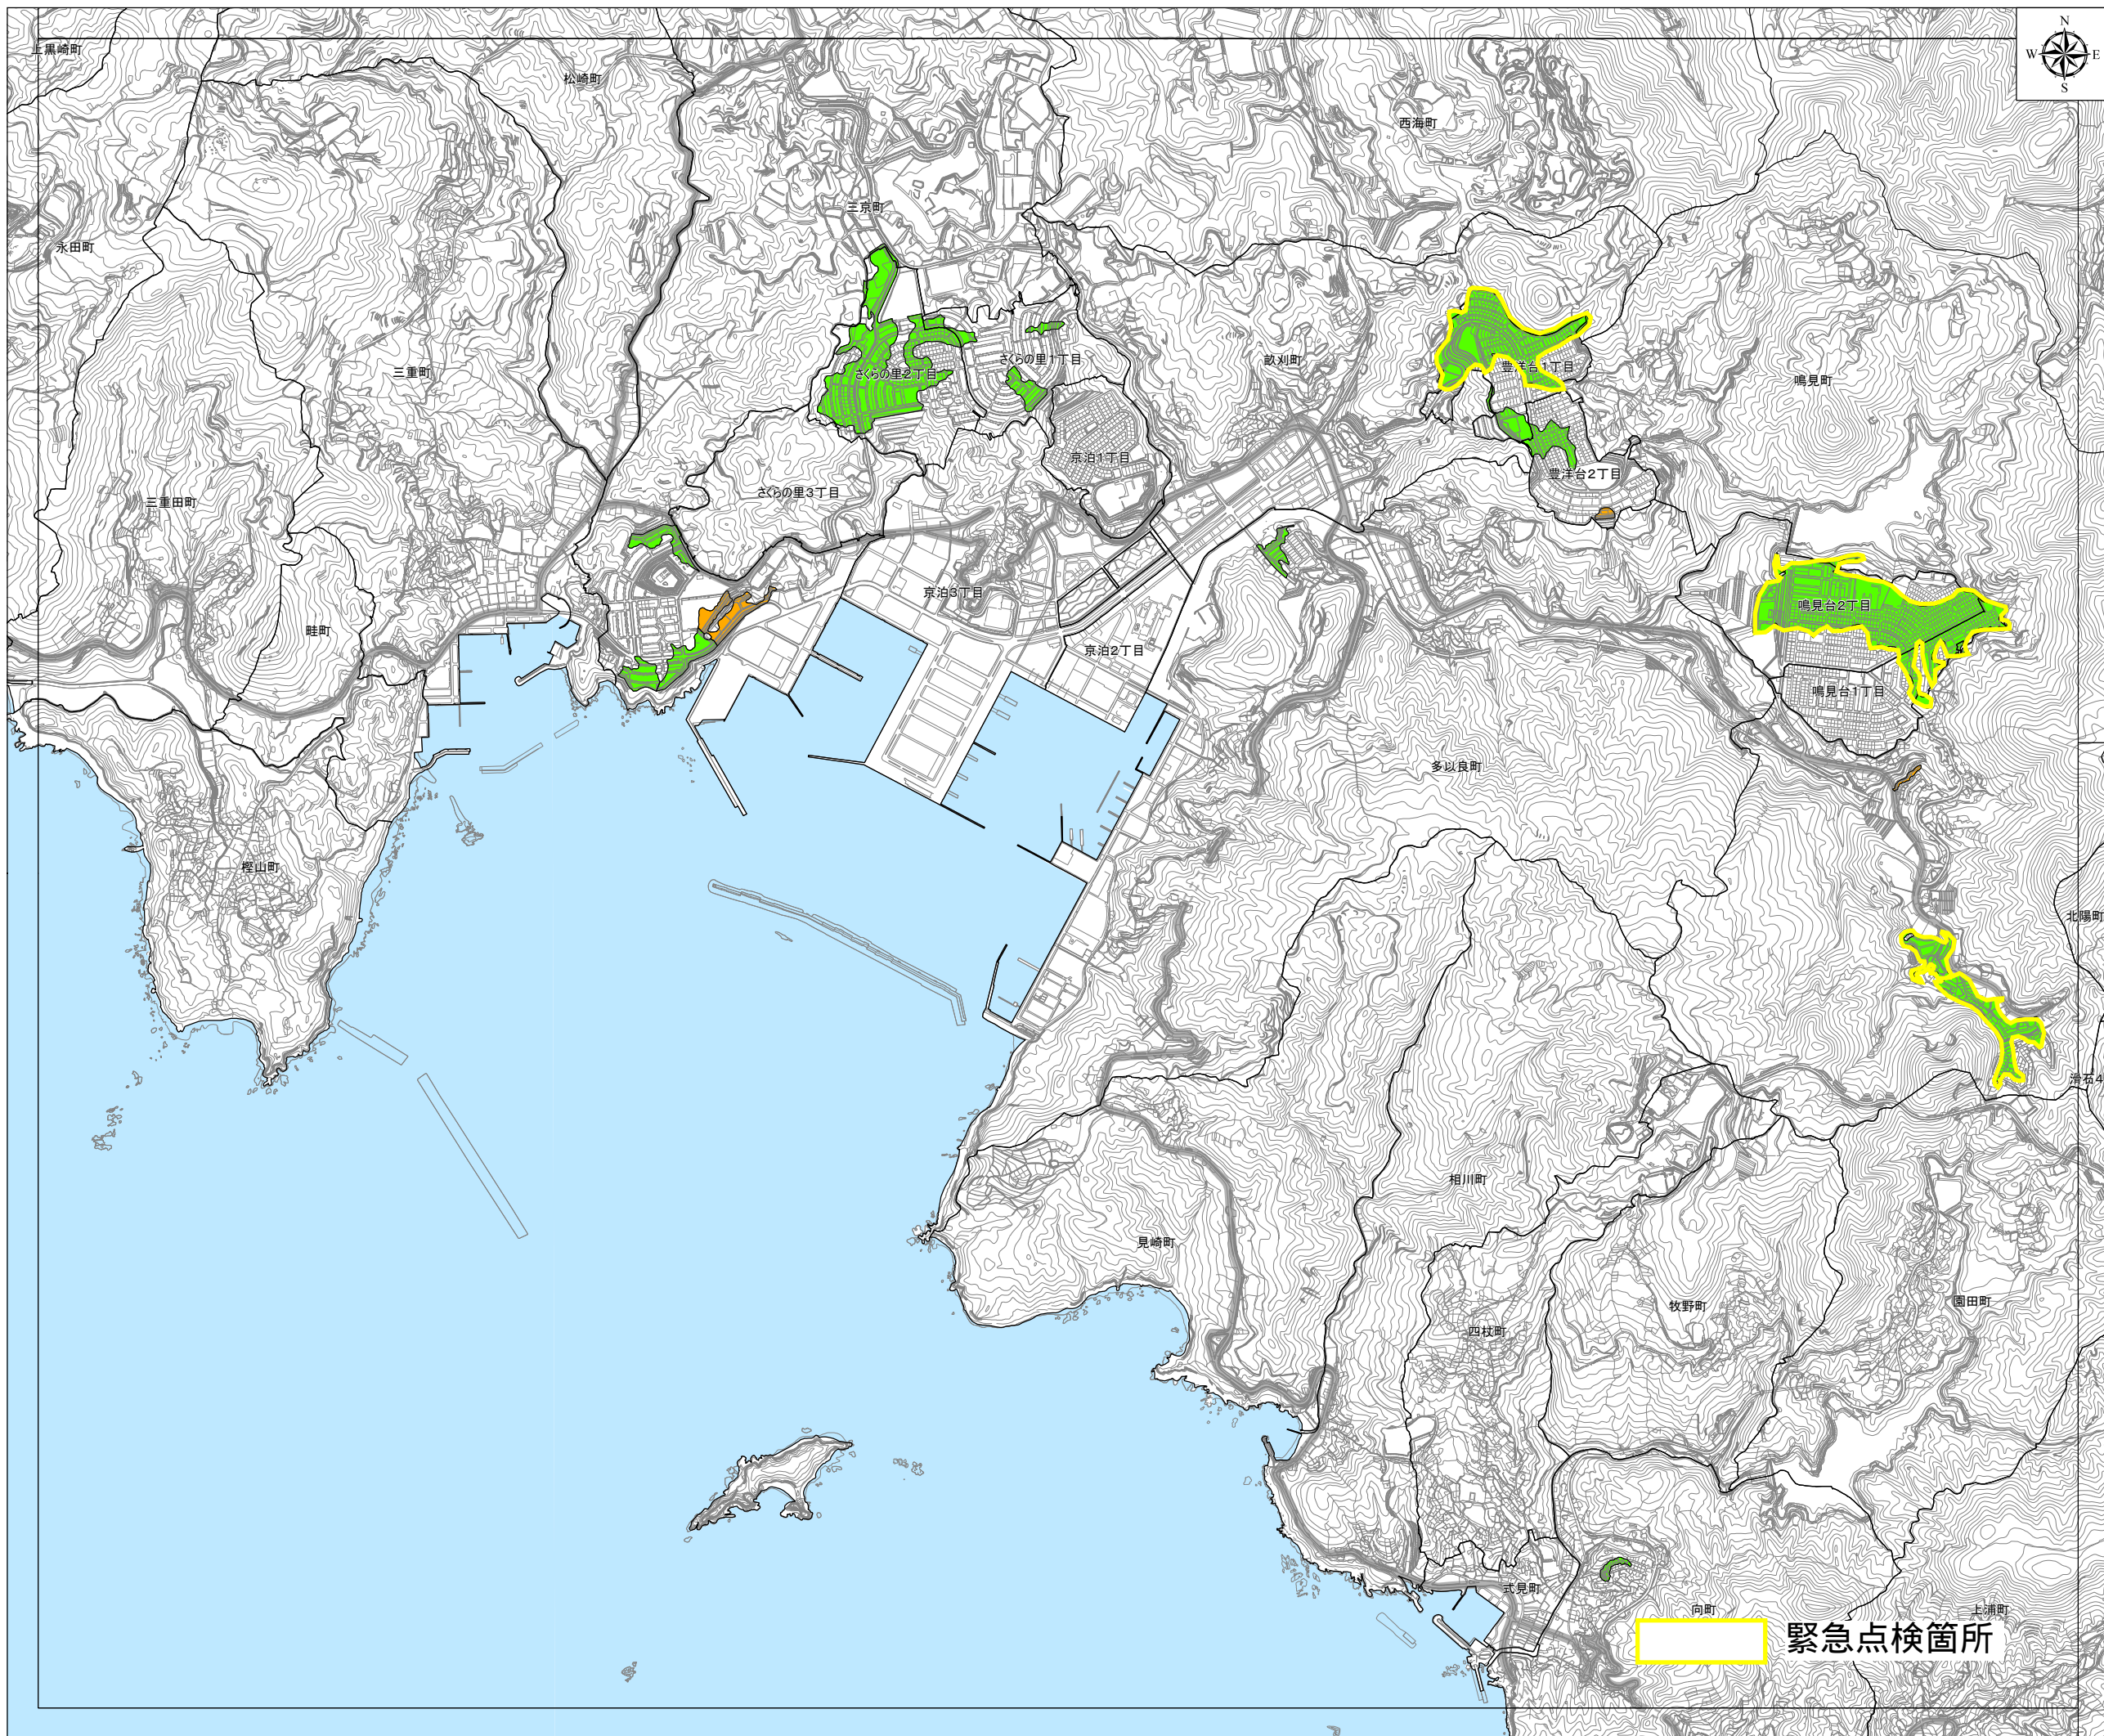 N
W E
S
上黒崎町
松崎町
西海町
三京町
永田町
さくらの里1丁目
畝刈町
豊洋台1丁目
三重町
さくらの里2丁目
鳴見町
京泊1丁目
豊洋台2丁目
さくらの里3丁目
三重田町
京泊3丁目
鳴見台2丁目
畦町
京泊2丁目
鳴見台1丁目
多以良町
樫山町
北陽町
滑石4
相川町
見崎町
園田町
牧野町
四杖町
式見町
向町
上浦町
緊急点検箇所